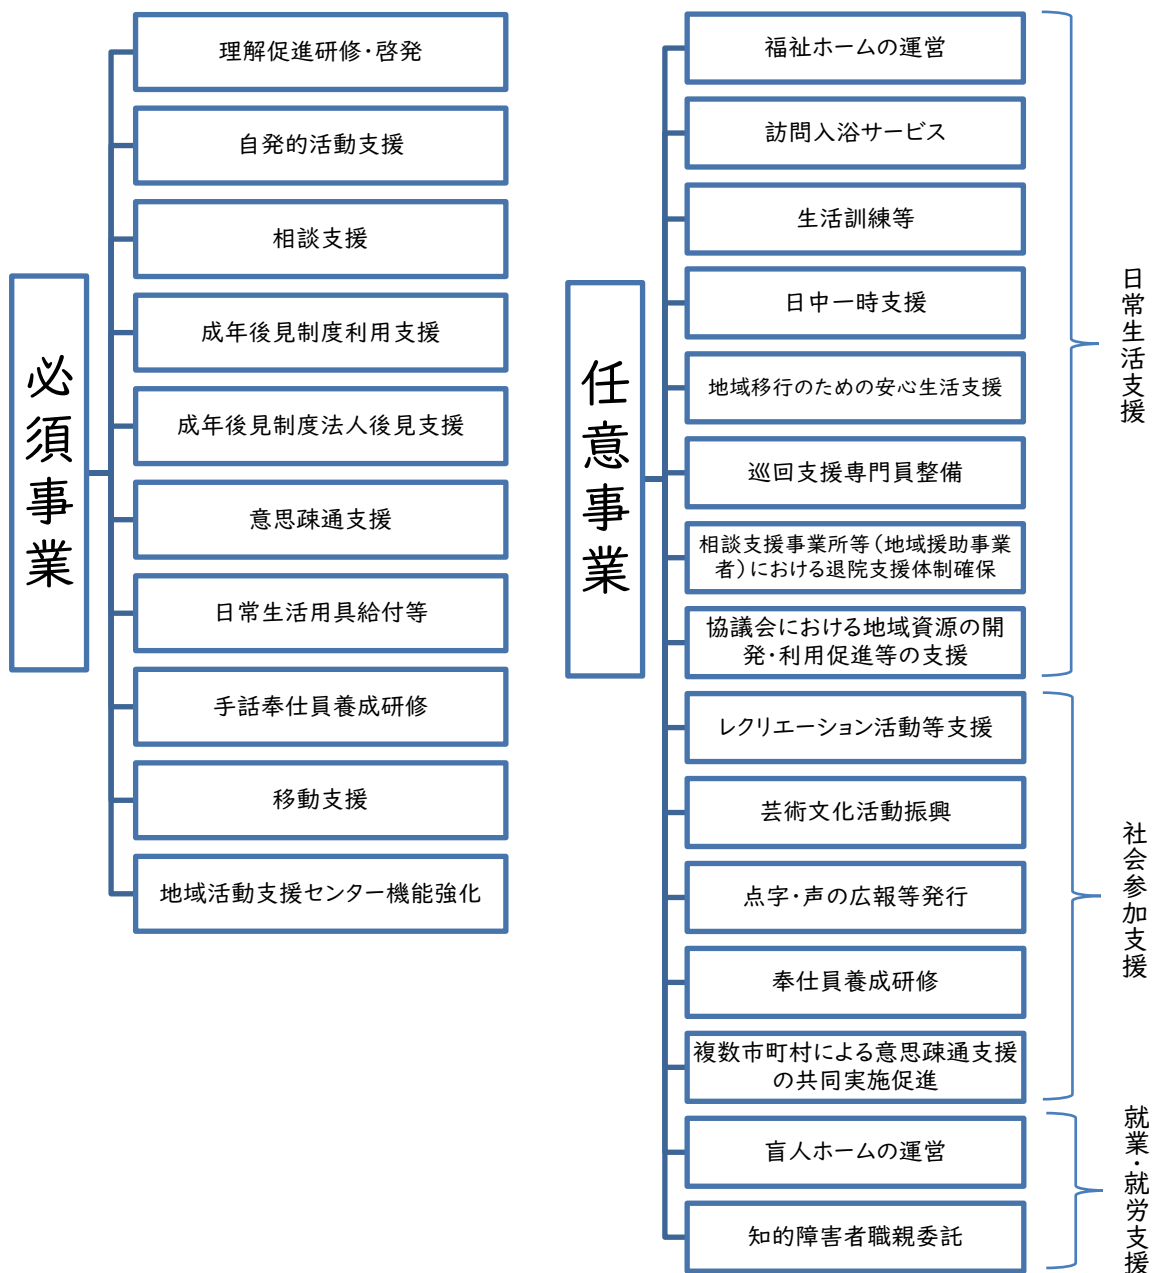 必須事業
理解促進研修・啓発
自発的活動支援
相談支援
成年後見制度利用支援
成年後見制度法人後見支援
意思疎通支援
日常生活用具給付等
手話奉仕員養成研修
移動支援
地域活動支援センター機能強化
任意事業
福祉ホームの運営
訪問入浴サービス
生活訓練等
日中一時支援
地域移行のための安心生活支援
巡回支援専門員整備
相談支援事業所等（地域援助事業
者）における退院支援体制確保
協議会における地域資源の開
発・利用促進等の支援
日常生活支援
レクリエーション活動等支援
芸術文化活動振興
点字・声の広報等発行
奉仕員養成研修
複数市町村による意思疎通支援
の共同実施促進
社会参加支援
盲人ホームの運営
知的障害者職親委託
就業・就労支援